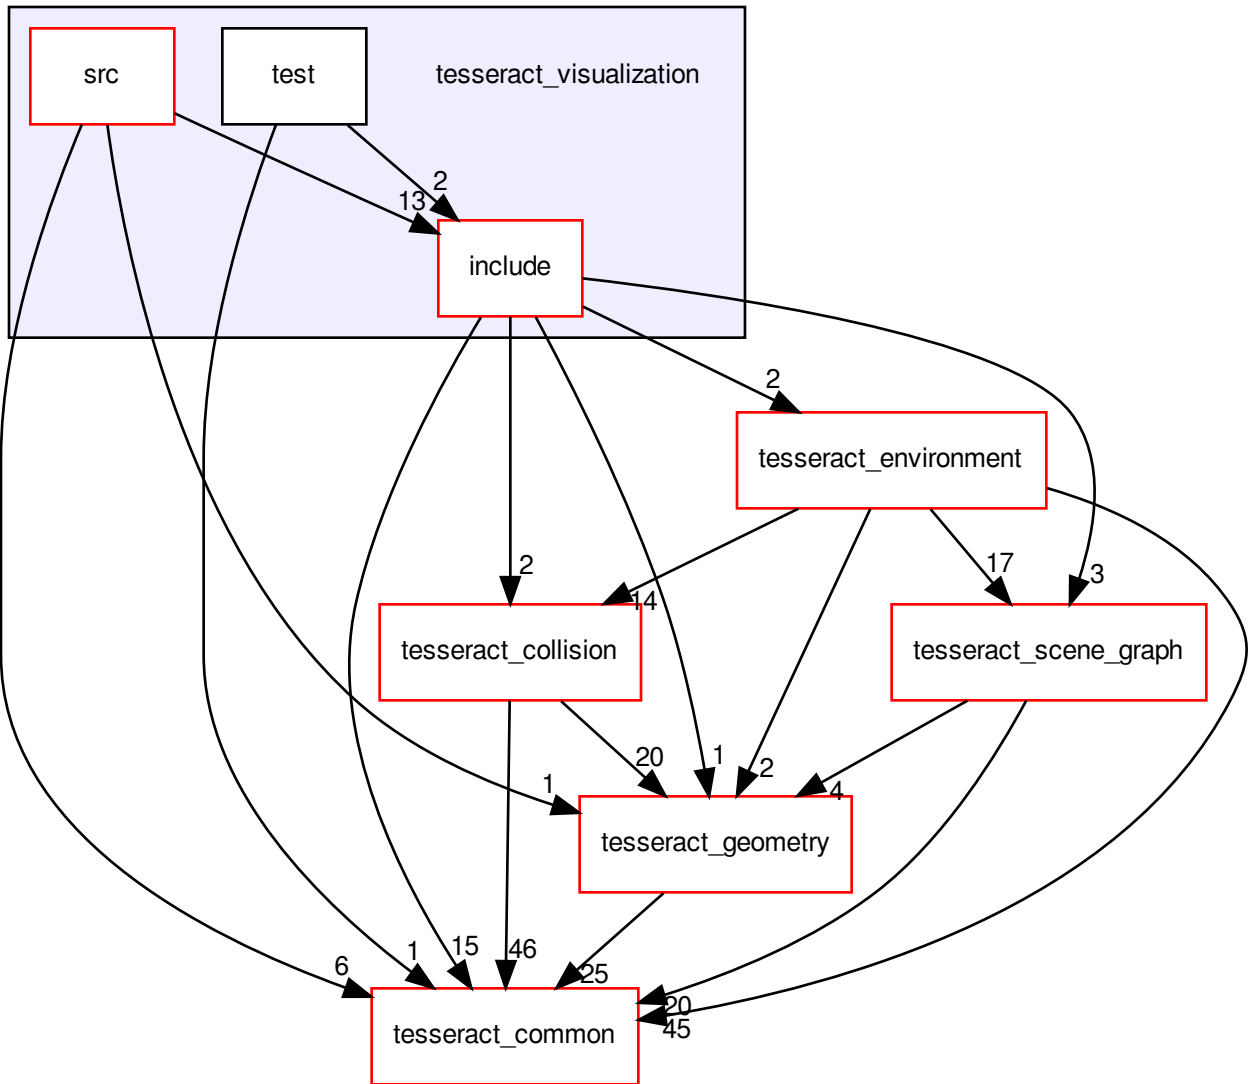 src
test
tesseract_visualization
2
13
include
2
tesseract_environment
2
17
3
14
tesseract_collision
tesseract_scene_graph
20
1
2
1
4
tesseract_geometry
1
15
46
6
25
20
45
tesseract_common